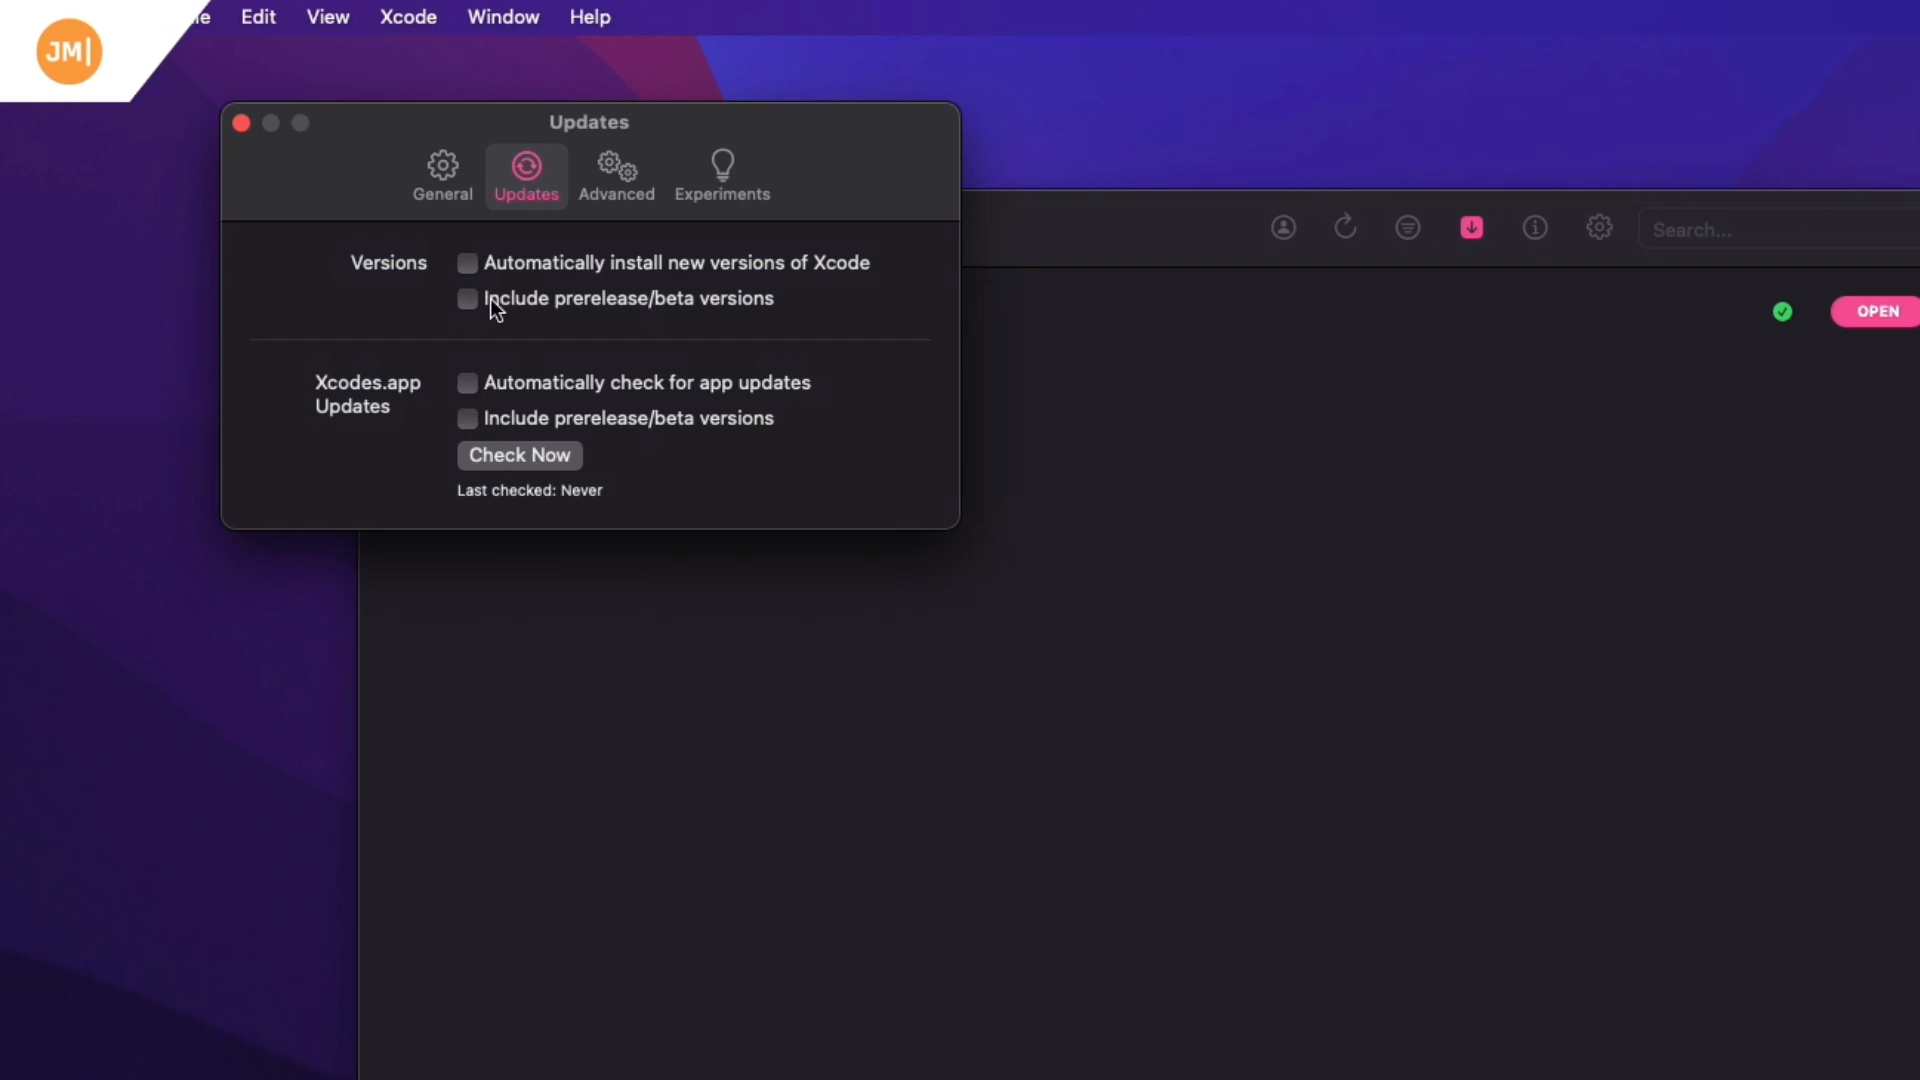 JM|
Edit View Xcode Window Help
Updates
General Updates Advanced Experiments
Search...
Versions Automatically install new versions of Xcode
Include prerelease/beta versions
OPEN
Xcodes.app
Updates
Automatically check for app updates
Include prerelease/beta versions
Check Now
Last checked: Never